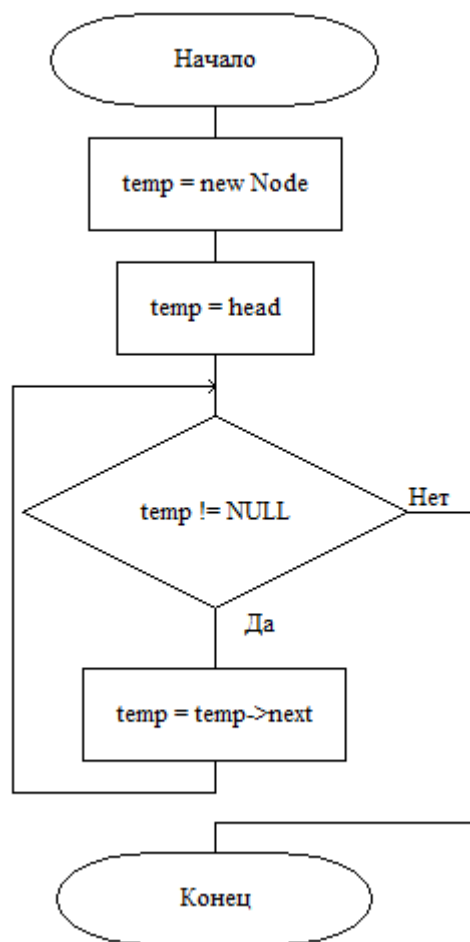 Начало
temp = new Node
temp = head
temp != NULL
Нет
Да
temp = temp->next
Конец